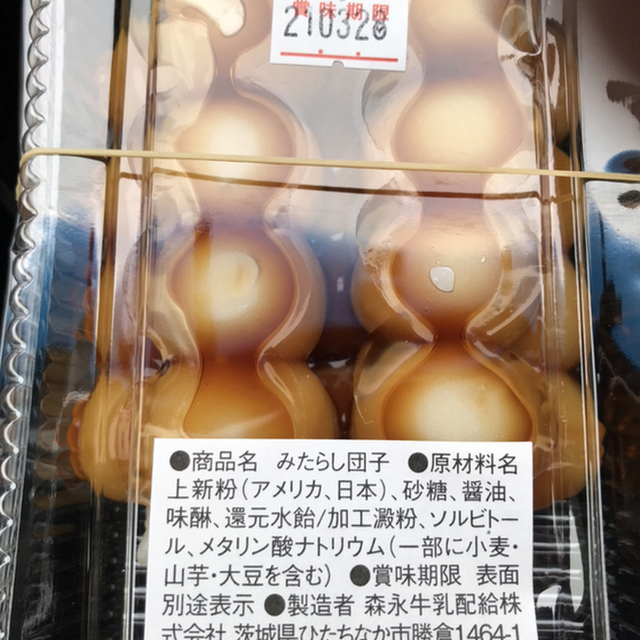 賞味期限
210328
●商品名 みたらし団子 ●原材料名
上新粉(アメリカ、日本)、砂糖、醤油、
味醂、還元水飴/加工澱粉、ソルビトー
ル、メタリン酸ナトリウム(一部に小麦・
山芋・大豆を含む) ●賞味期限 表面
別途表示 ●製造者 森永牛乳配給株
式会社 茨城県ひたちなか市勝倉1464-1